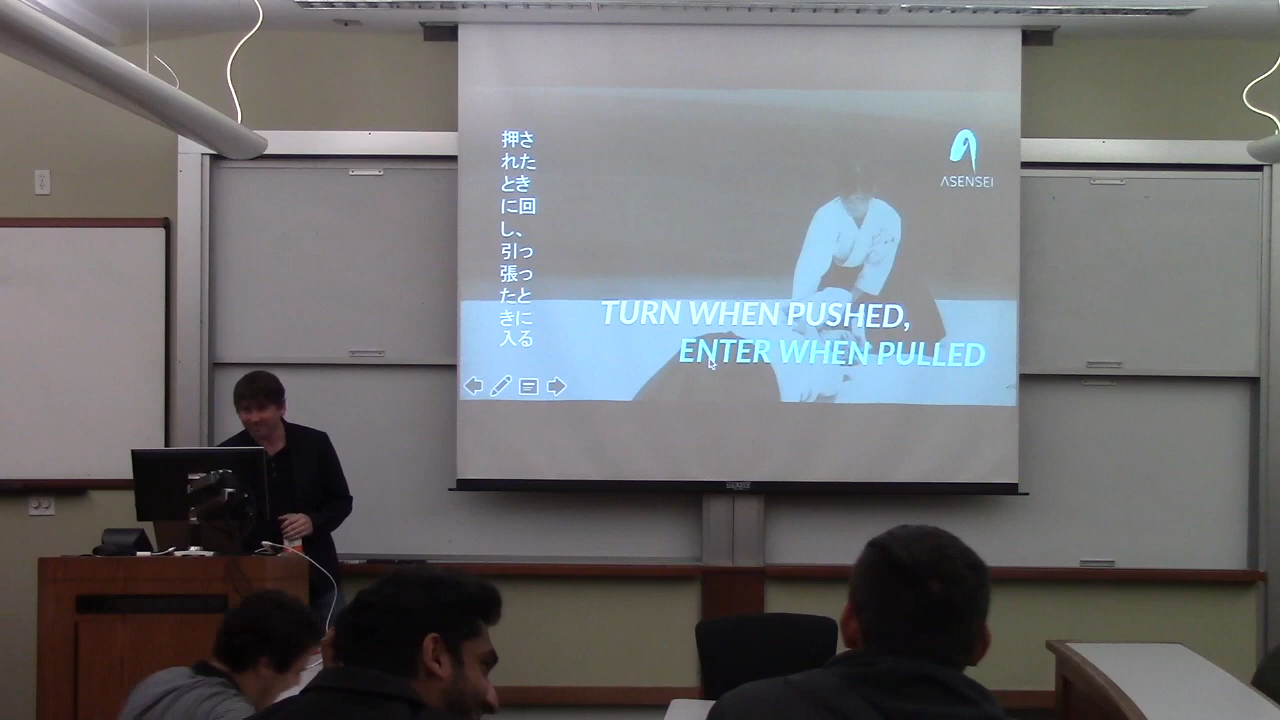 押さ
れた
とき
に回
し、
引っ
張っ
たと
きに
入る
ASENSEI
TURN WHEN PUSHED,
ENTER WHEN PULLED